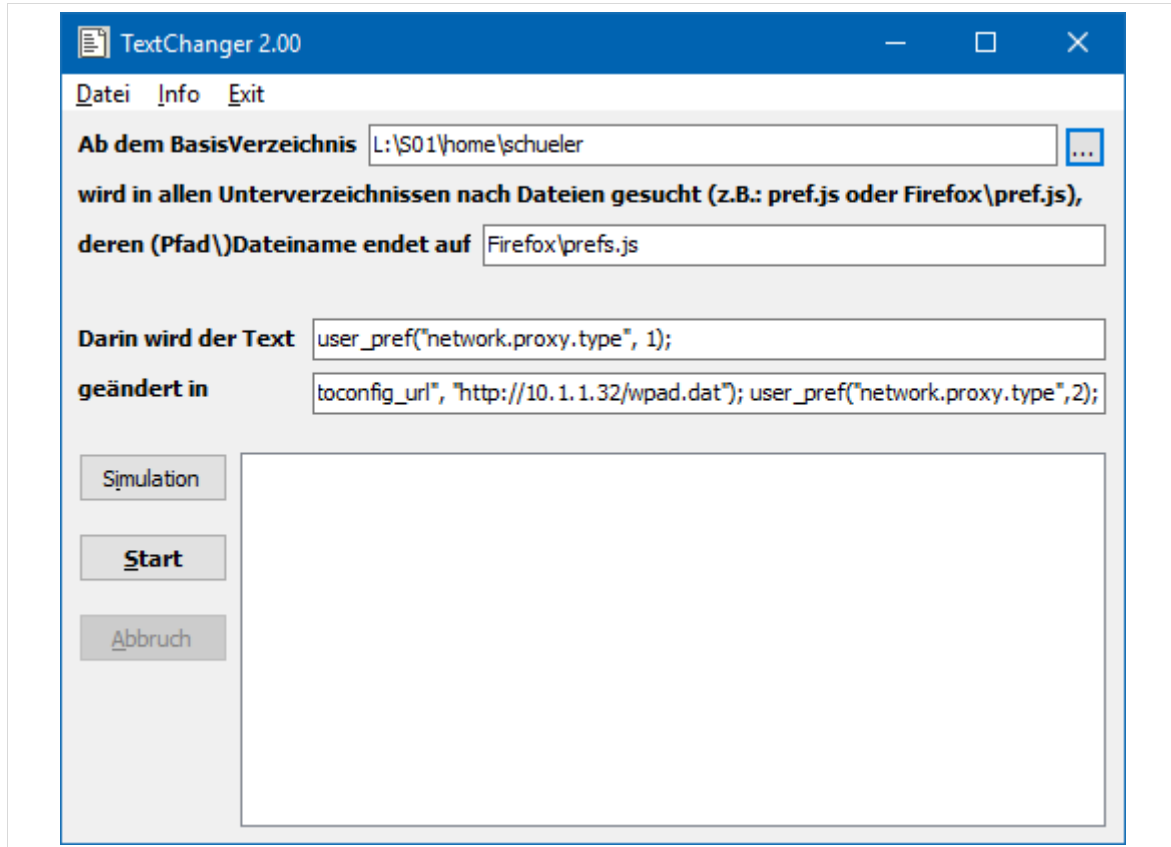 TextChanger 2.00
Datei Info Exit
Ab dem BasisVerzeichnis L:\S01\home\schueler ...
wird in allen Unterverzeichnissen nach Dateien gesucht (z.B.: pref.js oder Firefox\pref.js),
deren (Pfad\)Dateiname endet auf Firefox\prefs.js
Darin wird der Text user_pref("network.proxy.type", 1);
geändert in toconfig_url", "http://10.1.1.32/wpad.dat"); user_pref("network.proxy.type",2);
Simulation
Start
Abbruch